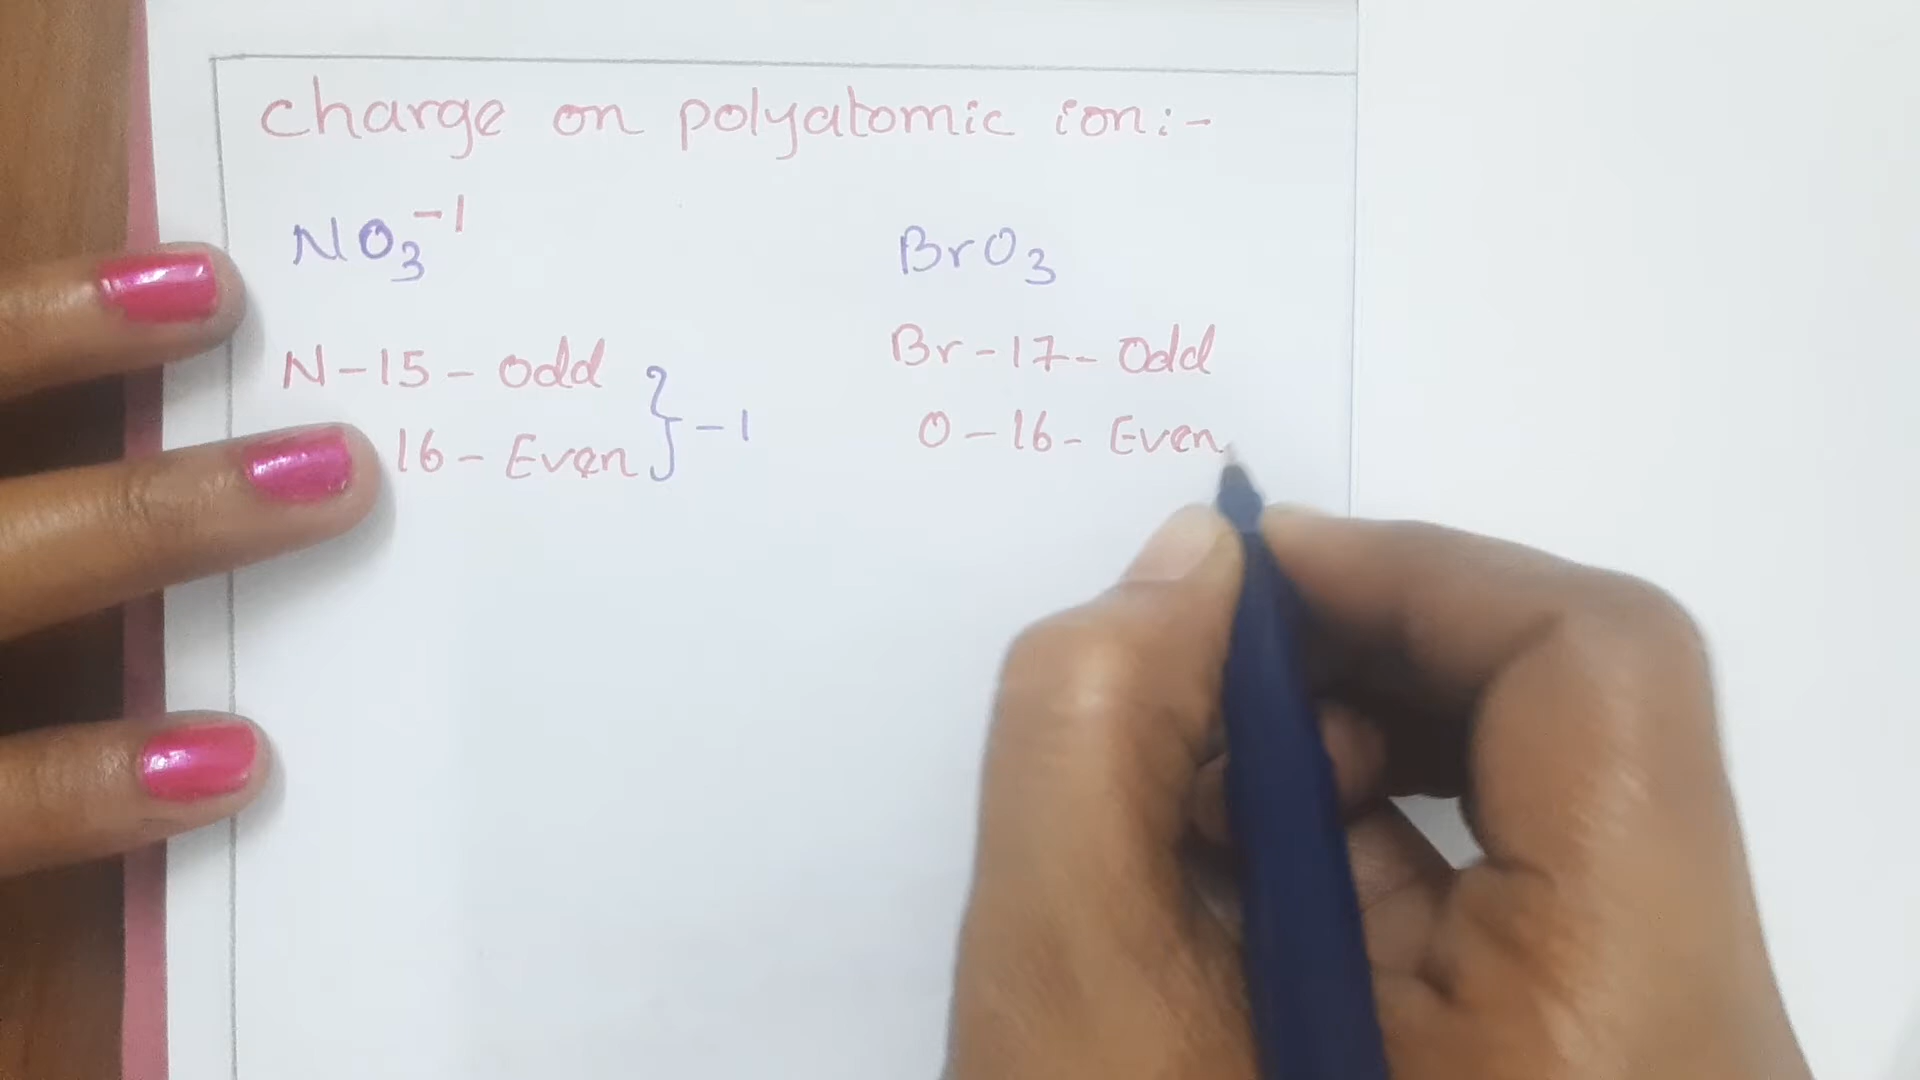 Charge on polyatomic ion:-
NO₃⁻¹
N-15- Odd
16- Even } -1
BrO₃
Br-17- Odd
O-16- Even